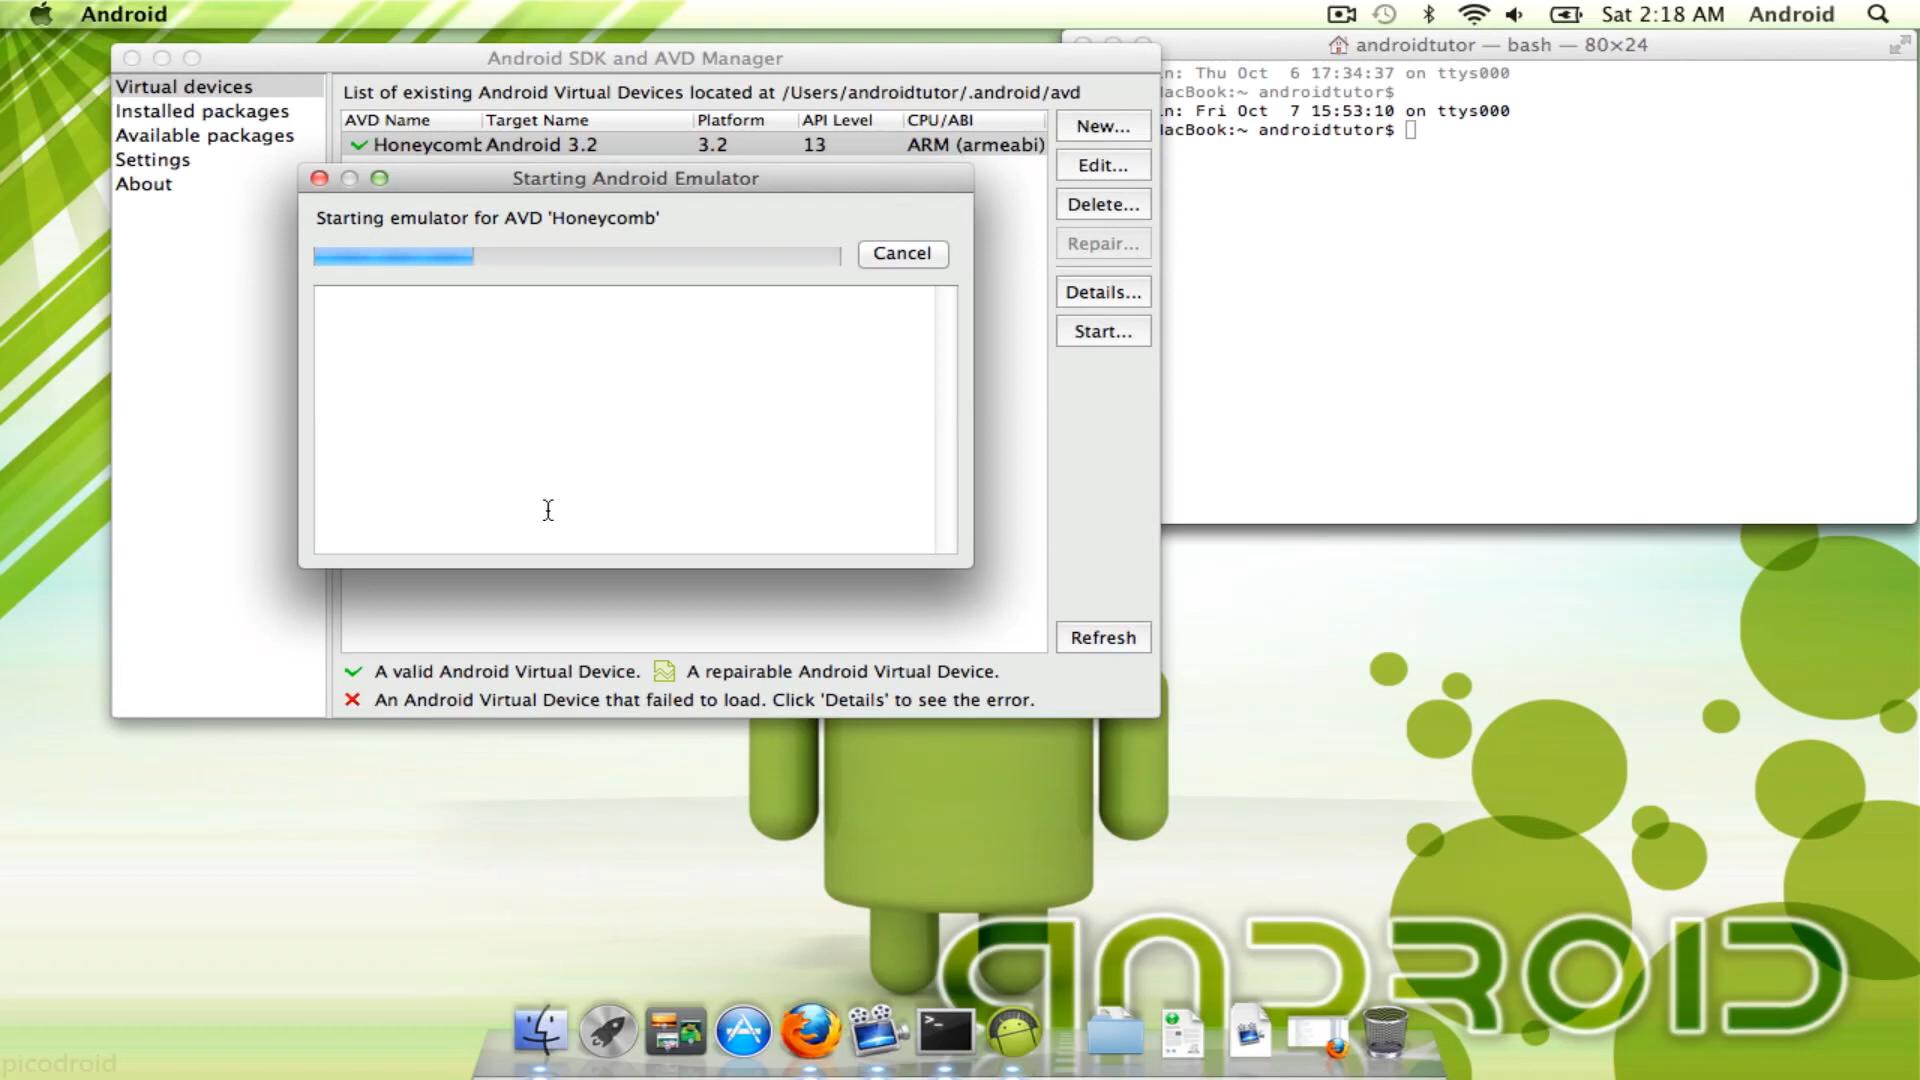 Android
Sat 2:18 AM Android
Android SDK and AVD Manager
Virtual devices
Installed packages
Available packages
Settings
About
List of existing Android Virtual Devices located at /Users/androidtutor/.android/avd
AVD Name Target Name Platform API Level CPU/ABI
Honeycomb Android 3.2 3.2 13 ARM (armeabi)
New...
Edit...
Delete...
Repair...
Details...
Start...
Refresh
Starting Android Emulator
Starting emulator for AVD 'Honeycomb'
Cancel
A valid Android Virtual Device. A repairable Android Virtual Device.
An Android Virtual Device that failed to load. Click 'Details' to see the error.
androidtutor — bash — 80×24
n: Thu Oct 6 17:34:37 on ttys000
acBook:~ androidtutor$
n: Fri Oct 7 15:53:10 on ttys000
acBook:~ androidtutor$
ANDROID
picodroid